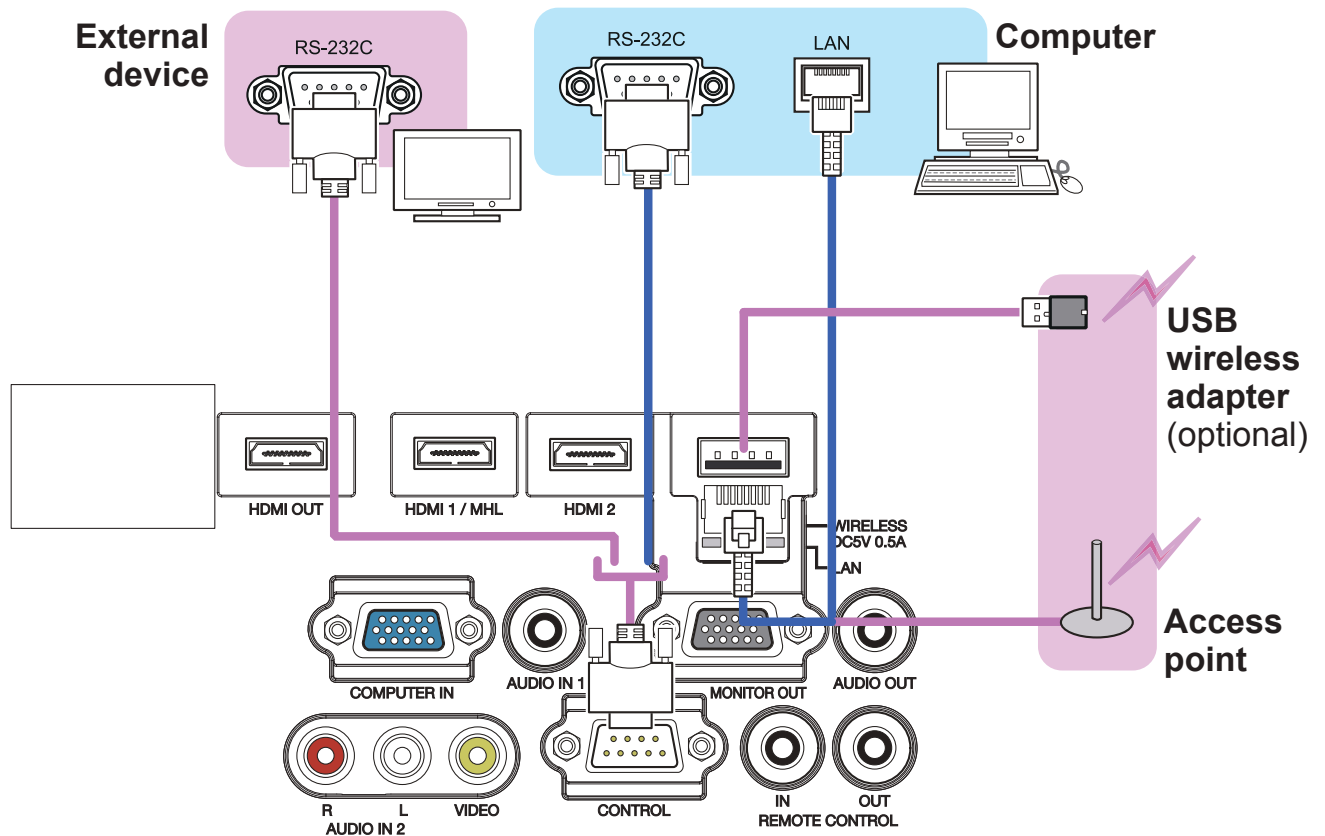 External
device
RS-232C
RS-232C
LAN
Computer
USB
wireless
adapter
(optional)
HDMI OUT
HDMI 1 / MHL
HDMI 2
WIRELESS
DC5V 0.5A
LAN
Access
point
COMPUTER IN
AUDIO IN 1
MONITOR OUT
AUDIO OUT
R
L
VIDEO
AUDIO IN 2
CONTROL
IN
OUT
REMOTE CONTROL